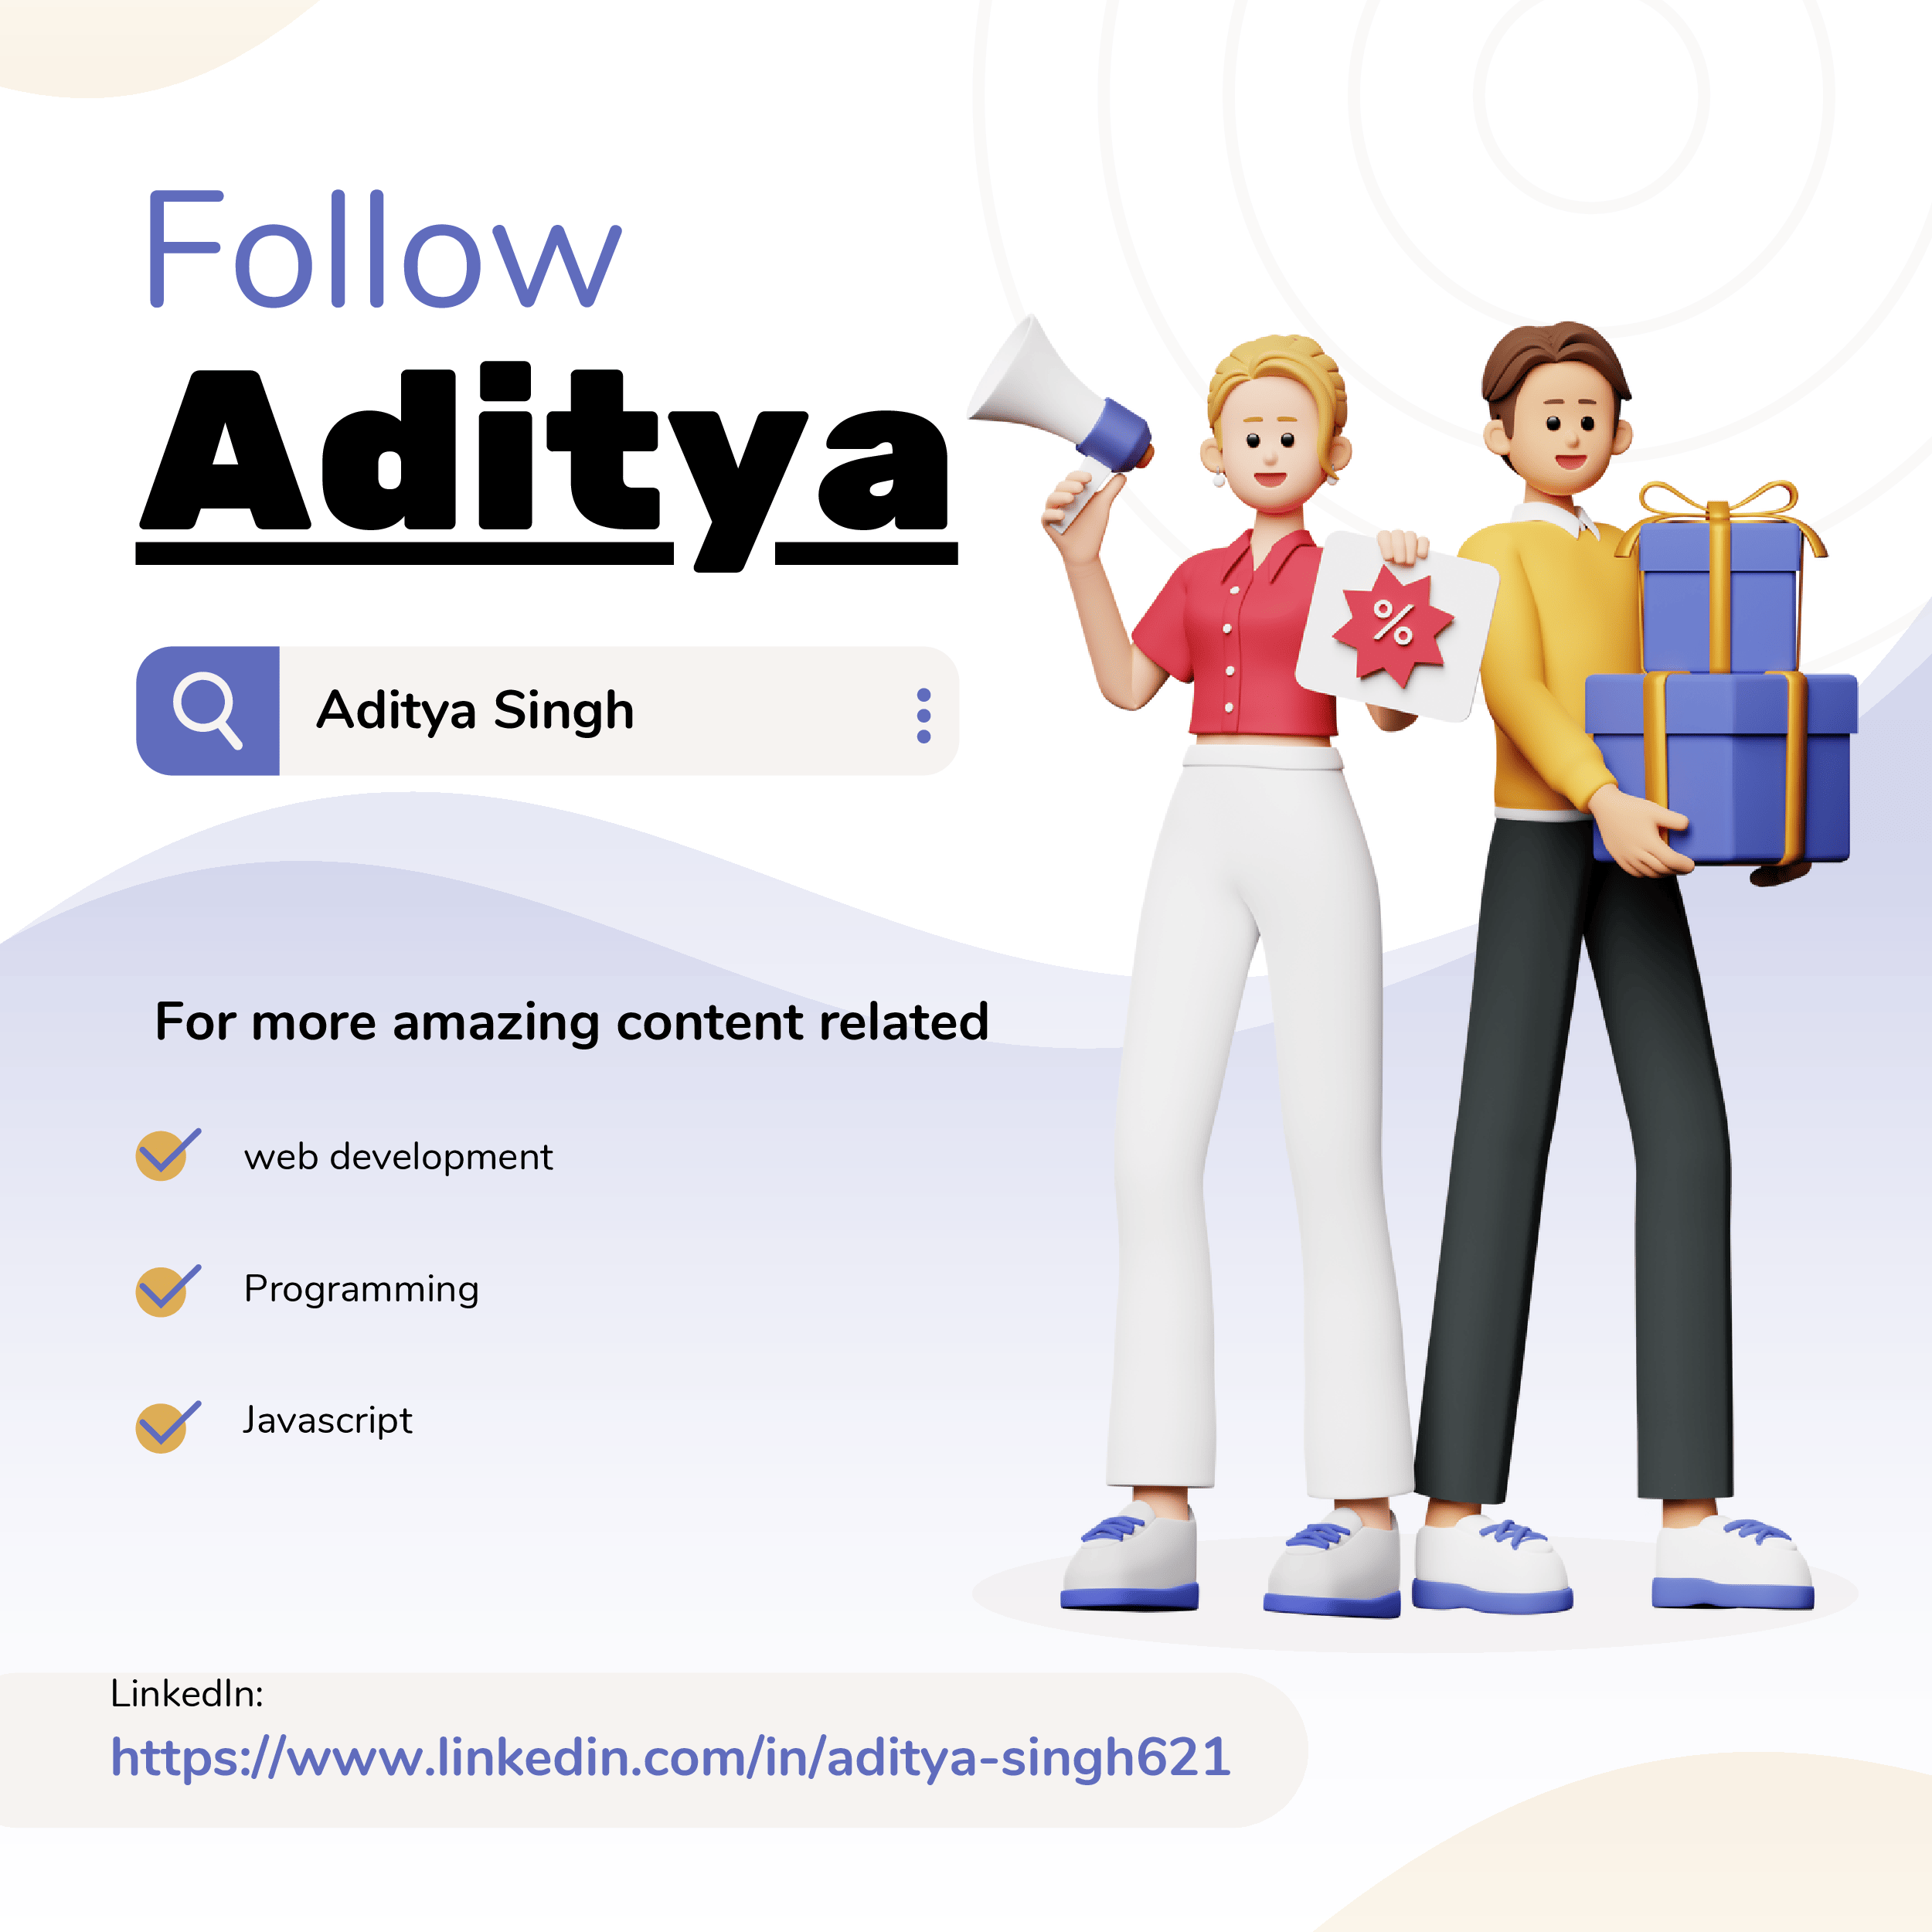 Follow
Aditya
Aditya Singh
%
For more amazing content related
web development
Programming
Javascript
LinkedIn:
https://www.linkedin.com/in/aditya-singh621